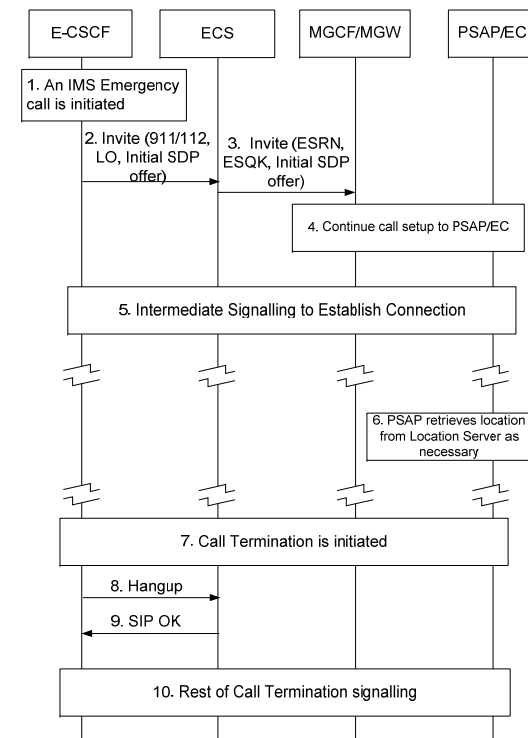 E-CSCF
ECS
MGCF/MGW
PSAP/EC
1. An IMS Emergency
call is initiated
2. Invite (911/112,
LO, Initial SDP
offer)
3. Invite (ESRN,
ESQK, Initial SDP
offer)
4. Continue call setup to PSAP/EC
5. Intermediate Signalling to Establish Connection
6. PSAP retrieves location
from Location Server as
necessary
7. Call Termination is initiated
8. Hangup
9. SIP OK
10. Rest of Call Termination signalling